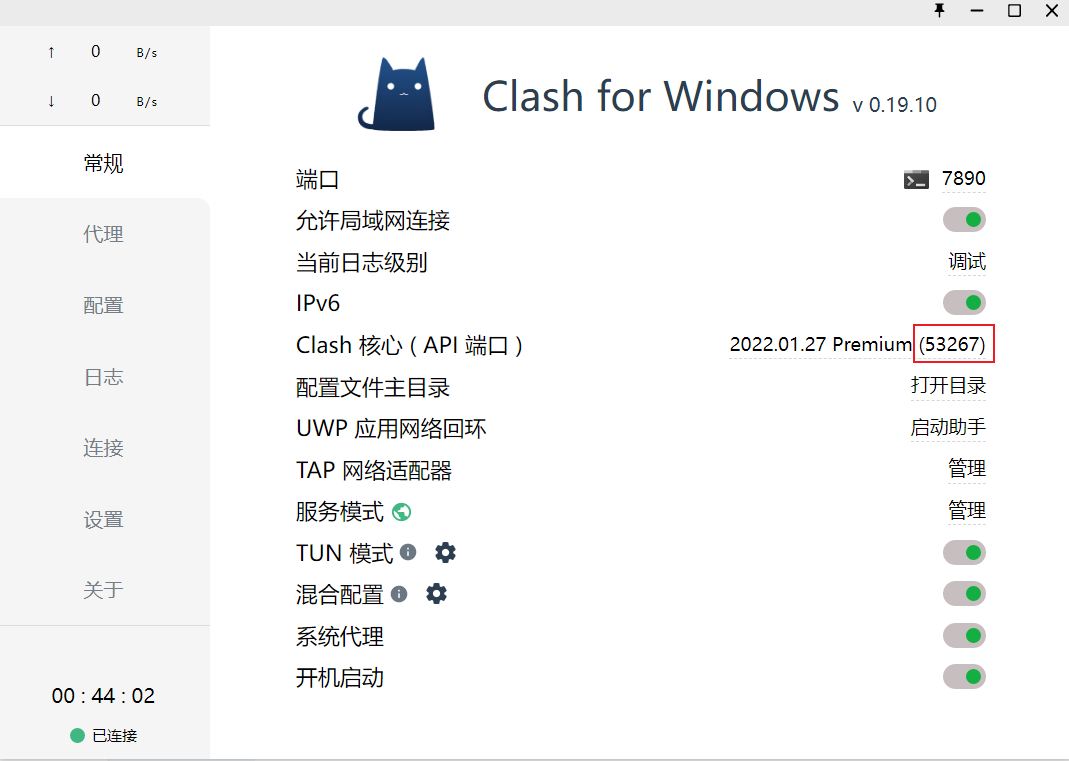 ↑ 0 B/s
↓ 0 B/s
常规
代理
配置
日志
连接
设置
关于
00 : 44 : 02
已连接
Clash for Windows v 0.19.10
端口 7890
允许局域网连接
当前日志级别 调试
IPv6
Clash 核心 ( API 端口 ) 2022.01.27 Premium (53267)
配置文件主目录 打开目录
UWP 应用网络回环 启动助手
TAP 网络适配器 管理
服务模式 管理
TUN 模式
混合配置
系统代理
开机启动